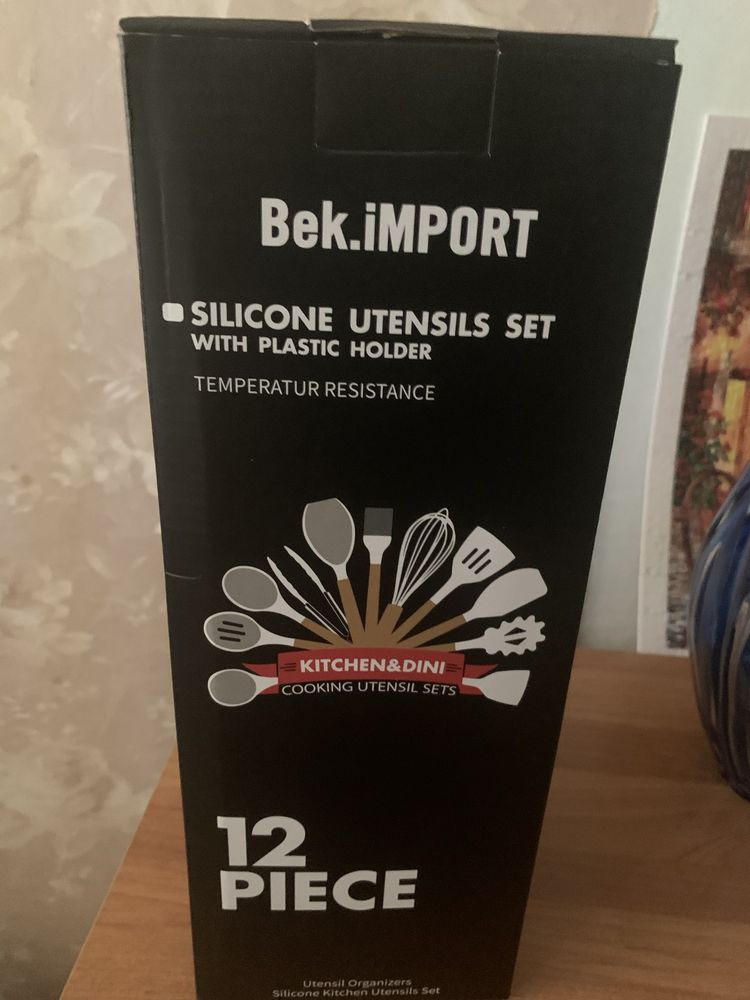 Bek.iMPORT
SILICONE UTENSILS SET
WITH PLASTIC HOLDER
TEMPERATUR RESISTANCE
KITCHEN&DINI
COOKING UTENSIL SETS
12
PIECE
Utensil Organizers
Silicone Kitchen Utensils Set